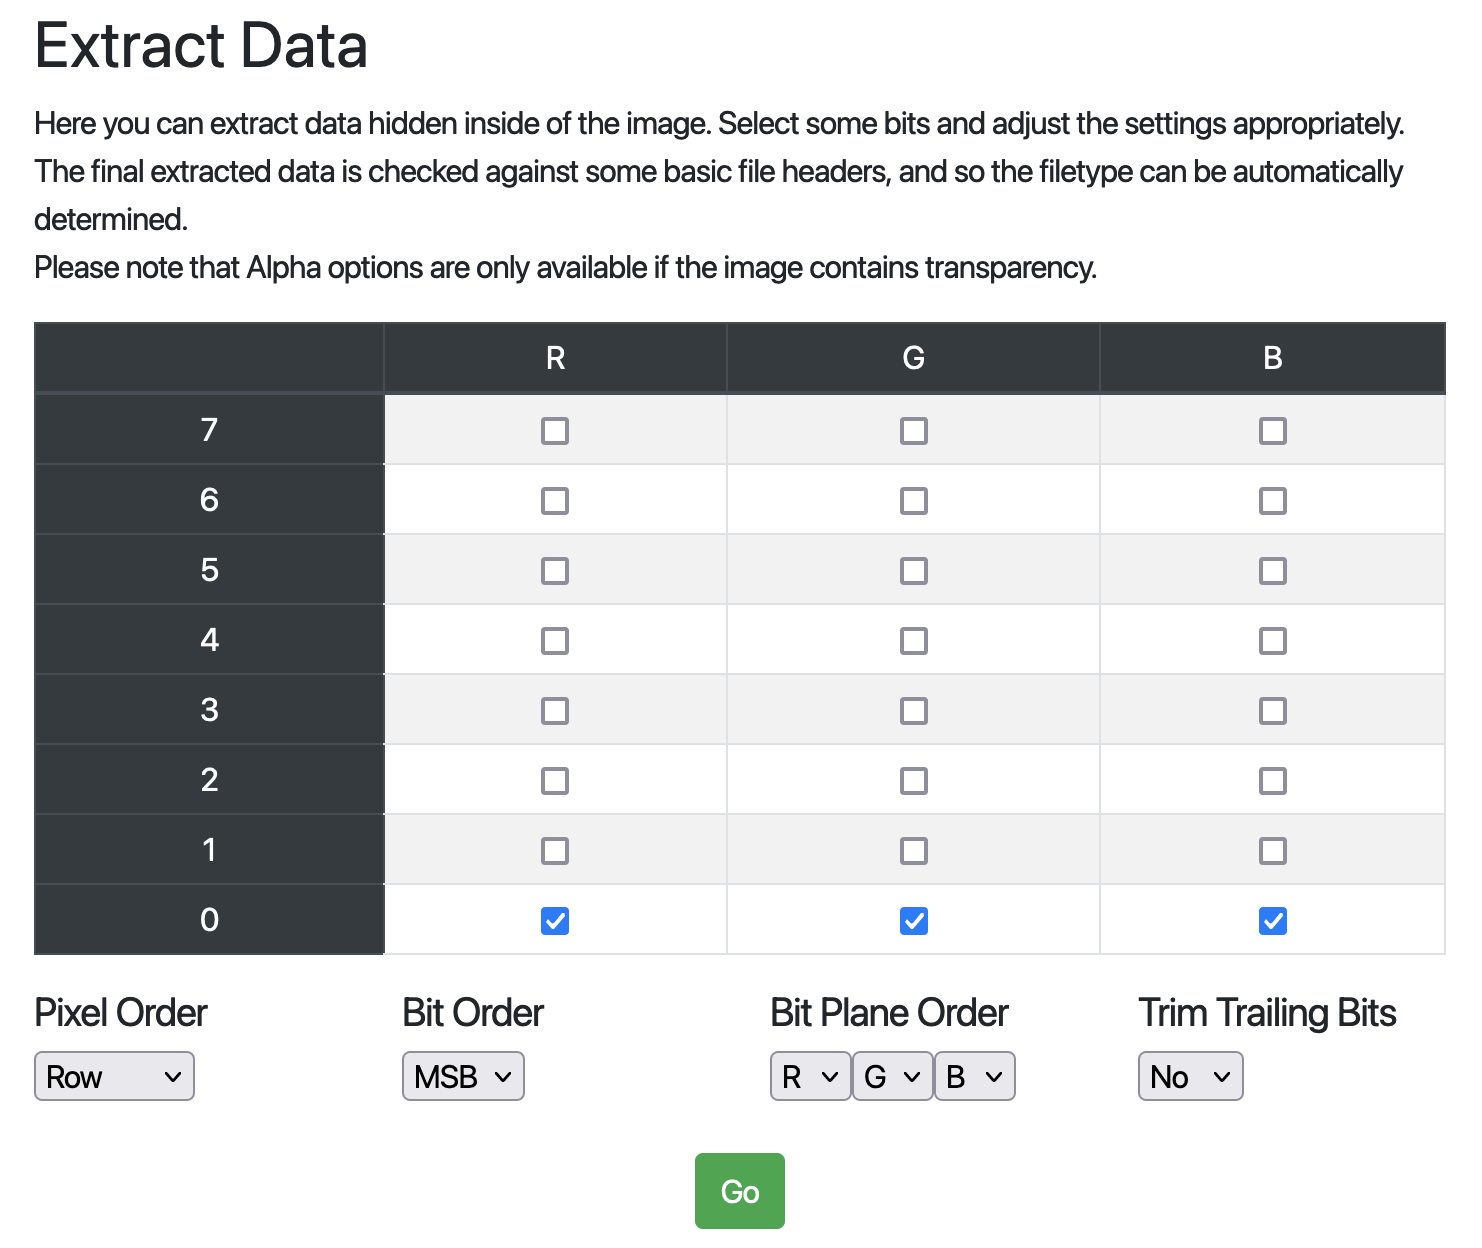 Extract Data
Here you can extract data hidden inside of the image. Select some bits and adjust the settings appropriately.
The final extracted data is checked against some basic file headers, and so the filetype can be automatically
determined.
Please note that Alpha options are only available if the image contains transparency.
R G B
7
6
5
4
3
2
1
0
Pixel Order Bit Order Bit Plane Order Trim Trailing Bits
Row MSB R G B No
Go